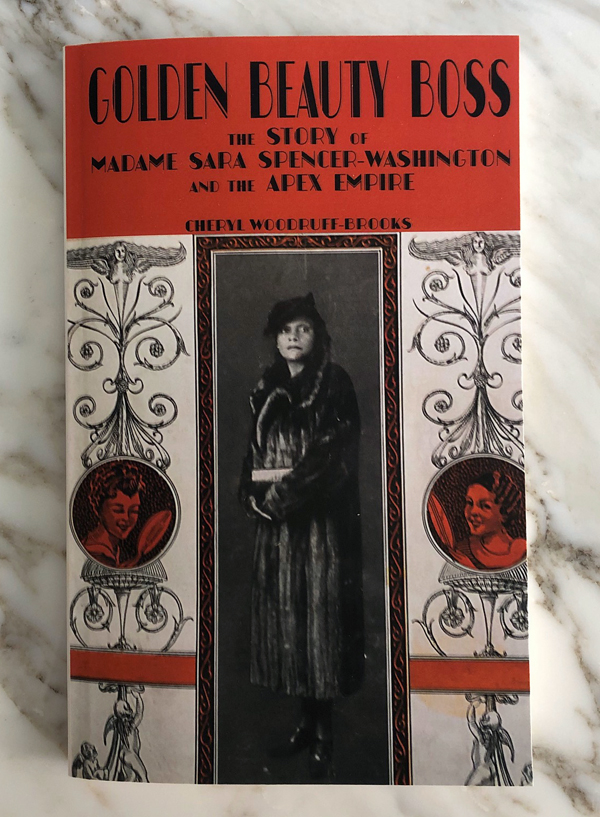 GOLDEN BEAUTY BOSS
THE STORY OF
MADAME SARA SPENCER-WASHINGTON
AND THE APEX EMPIRE
CHERYL WOODRUFF-BROOKS